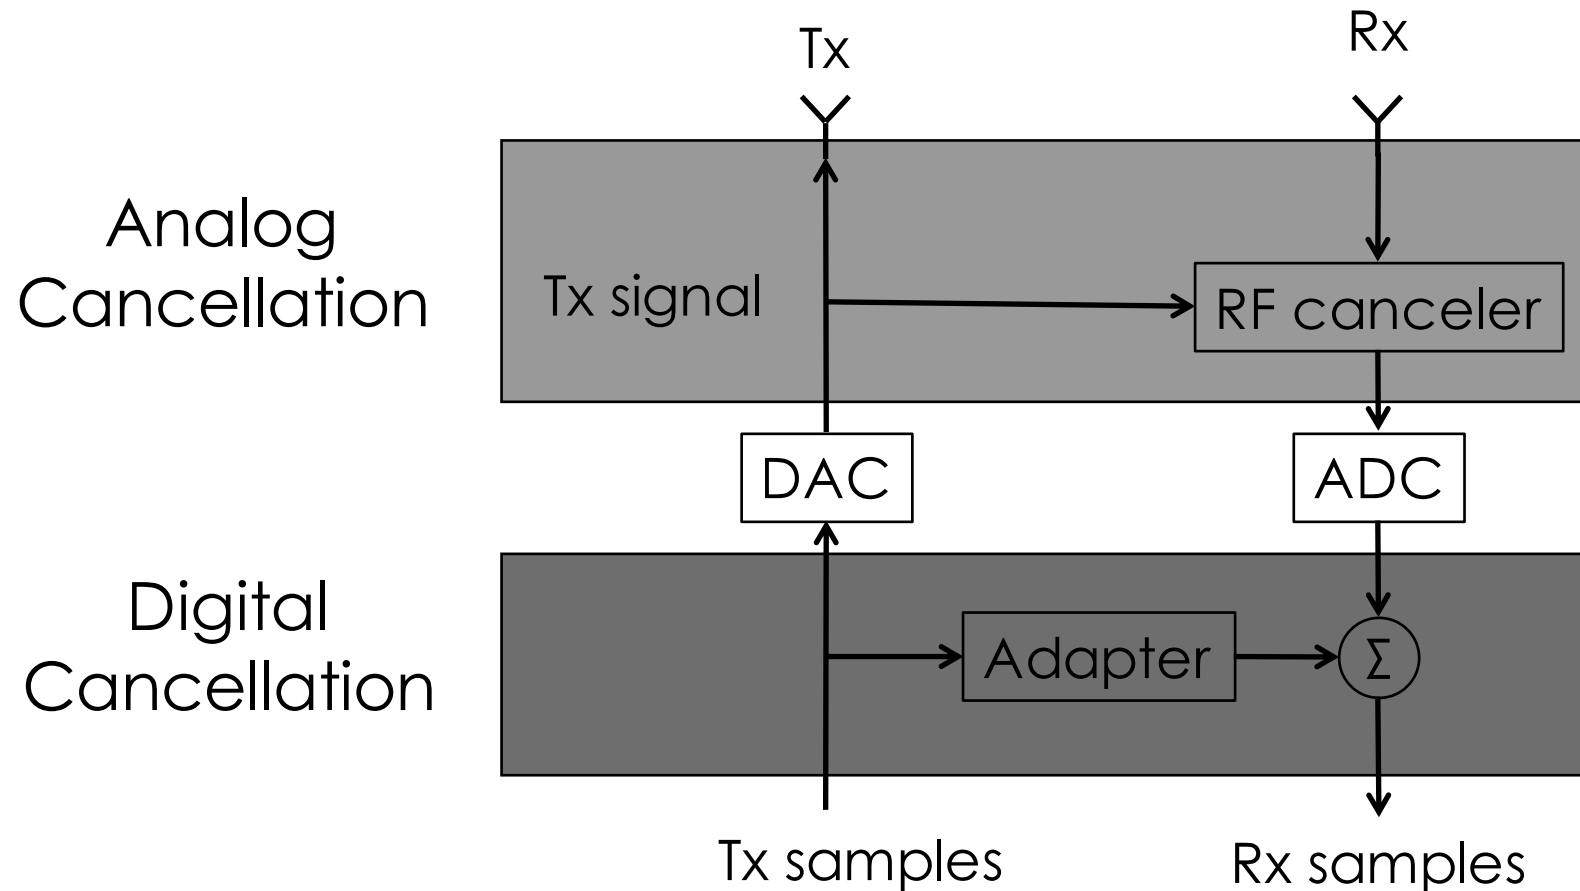 Tx
Rx
Analog
Cancellation
Tx signal
RF canceler
DAC
ADC
Digital
Cancellation
Adapter
Σ
Tx samples
Rx samples